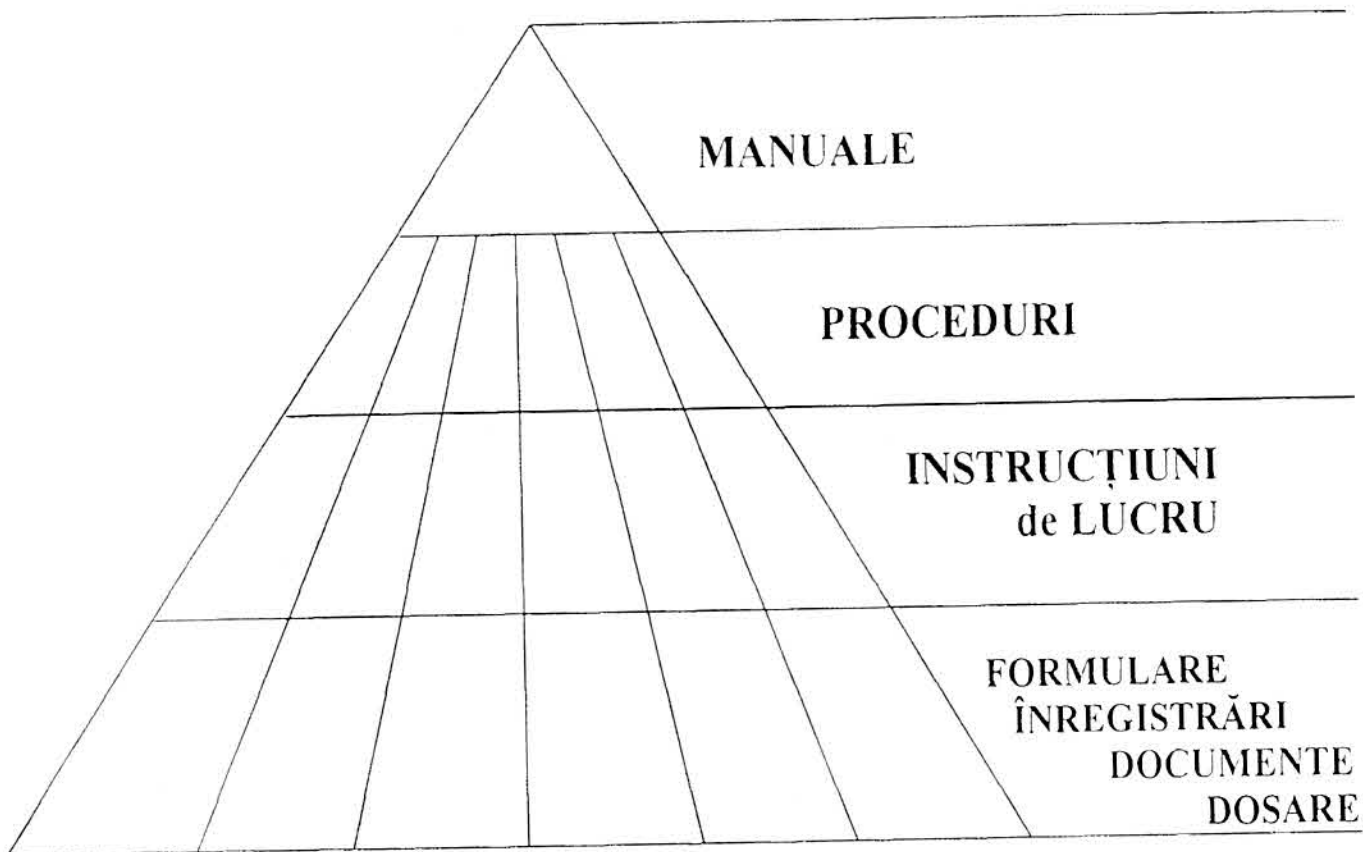 MANUALE
PROCEDURI
INSTRUCȚIUNI
de LUCRU
FORMULARE
ÎNREGISTRĂRI
DOCUMENTE
DOSARE